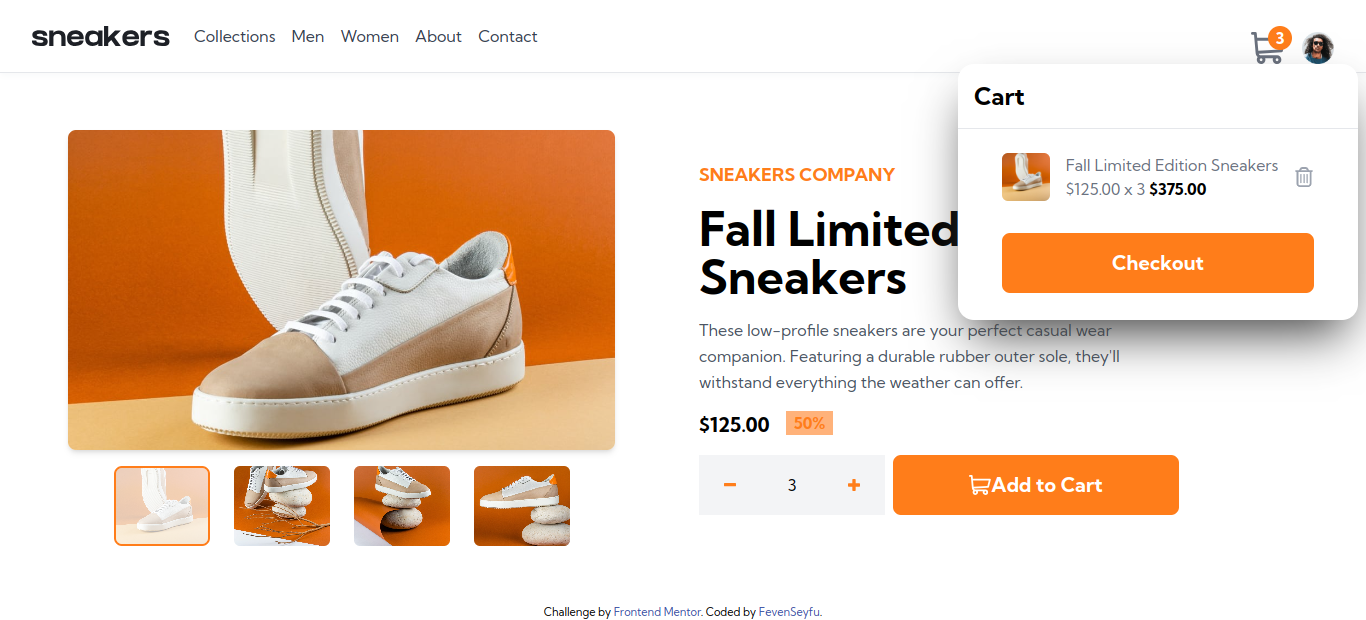 sneakers
Collections Men Women About Contact
3
Cart
Fall Limited Edition Sneakers
$125.00 x 3 $375.00
Checkout
SNEAKERS COMPANY
Fall Limited
Sneakers
These low-profile sneakers are your perfect casual wear
companion. Featuring a durable rubber outer sole, they'll
withstand everything the weather can offer.
$125.00 50%
3
Add to Cart
Challenge by Frontend Mentor. Coded by FevenSeyfu.